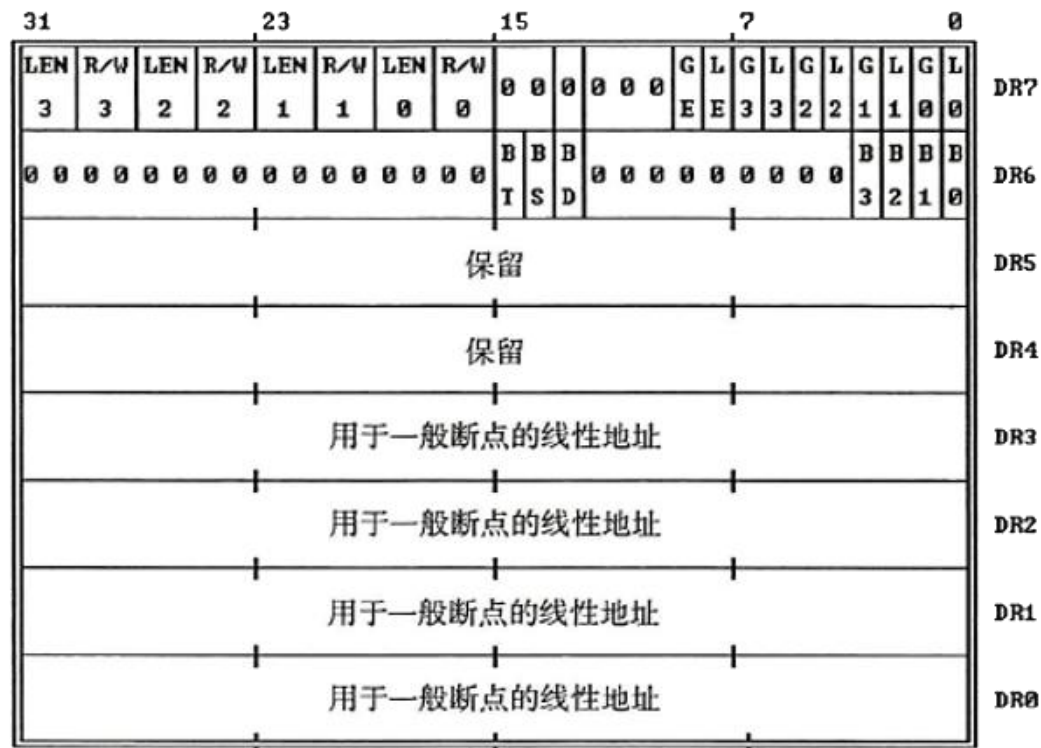 31 23 15 7 0
LEN R/W LEN R/W LEN R/W LEN R/W 0 0 0 0 0 0 G L G L G L G L G L DR7
3 3 2 2 1 1 0 0 E E 3 3 2 2 1 1 0 0
0 0 0 0 0 0 0 0 0 0 0 0 0 0 0 0 B B B 0 0 0 0 0 0 0 0 0 B B B B DR6
T S D 3 2 1 0
保留 DR5
保留 DR4
用于一般断点的线性地址 DR3
用于一般断点的线性地址 DR2
用于一般断点的线性地址 DR1
用于一般断点的线性地址 DR0